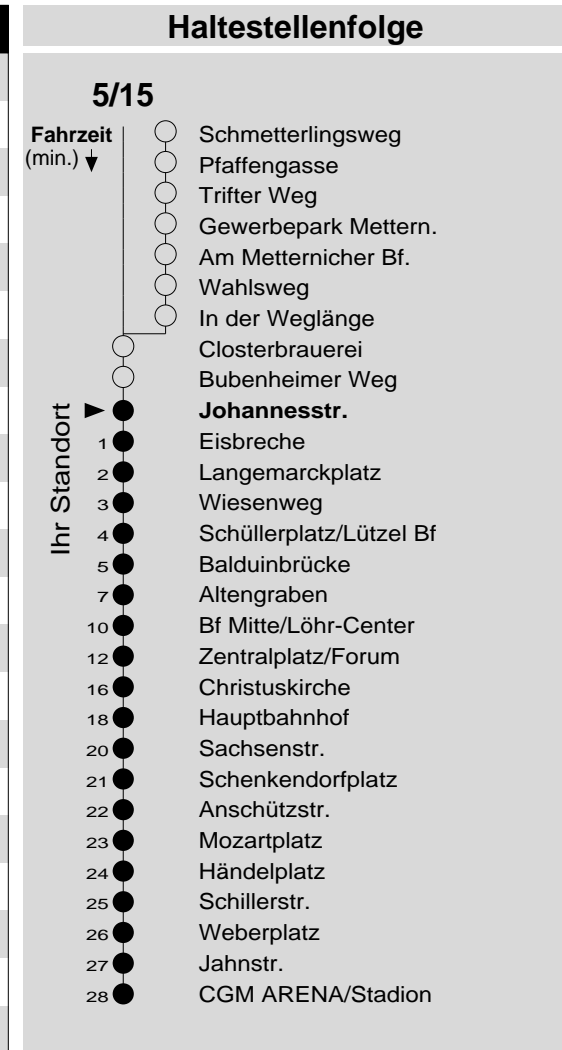 Haltestellenfolge
5/15
Fahrzeit
(min.)
Schmetterlingsweg
Pfaffengasse
Trifter Weg
Gewerbepark Mettern.
Am Metternicher Bf.
Wahlsweg
In der Weglänge
Closterbrauerei
Bubenheimer Weg
Ihr Standort
Johannesstr.
1 Eisbreche
2 Langemarckplatz
3 Wiesenweg
4 Schüllerplatz/Lützel Bf
5 Balduinbrücke
7 Altengraben
10 Bf Mitte/Löhr-Center
12 Zentralplatz/Forum
16 Christuskirche
18 Hauptbahnhof
20 Sachsenstr.
21 Schenkendorfplatz
22 Anschützstr.
23 Mozartplatz
24 Händelplatz
25 Schillerstr.
26 Weberplatz
27 Jahnstr.
28 CGM ARENA/Stadion